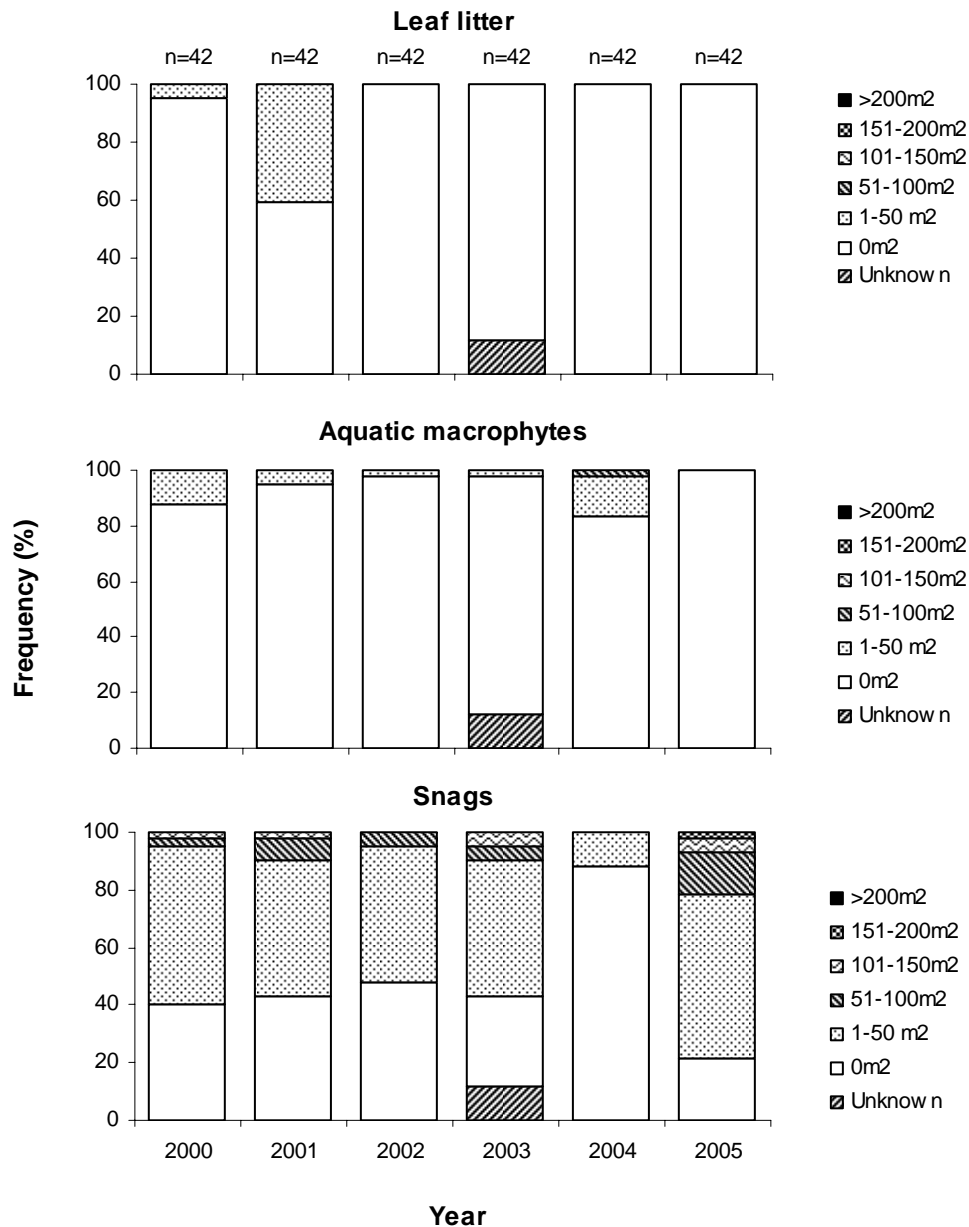 Leaf litter
n=42 n=42 n=42 n=42 n=42 n=42
100
80
60
40
20
0
>200m2
151-200m2
101-150m2
51-100m2
1-50 m2
0m2
Unknow n
Aquatic macrophytes
100
80
60
40
20
0
>200m2
151-200m2
101-150m2
51-100m2
1-50 m2
0m2
Unknow n
Frequency (%)
Snags
100
80
60
40
20
0
>200m2
151-200m2
101-150m2
51-100m2
1-50 m2
0m2
Unknow n
2000 2001 2002 2003 2004 2005
Year